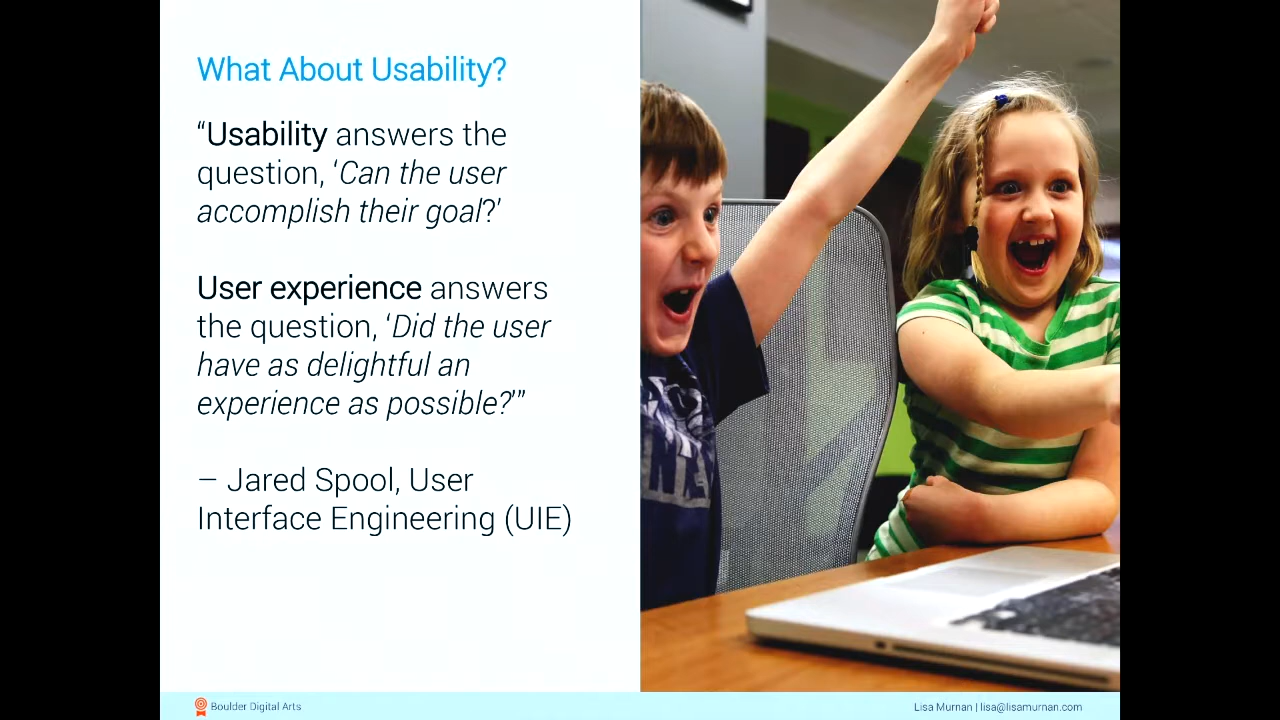 What About Usability?
“Usability answers the
question, ‘Can the user
accomplish their goal?’
User experience answers
the question, ‘Did the user
have as delightful an
experience as possible?’”
– Jared Spool, User
Interface Engineering (UIE)
Boulder Digital Arts
Lisa Murnan | lisa@lisamurnan.com